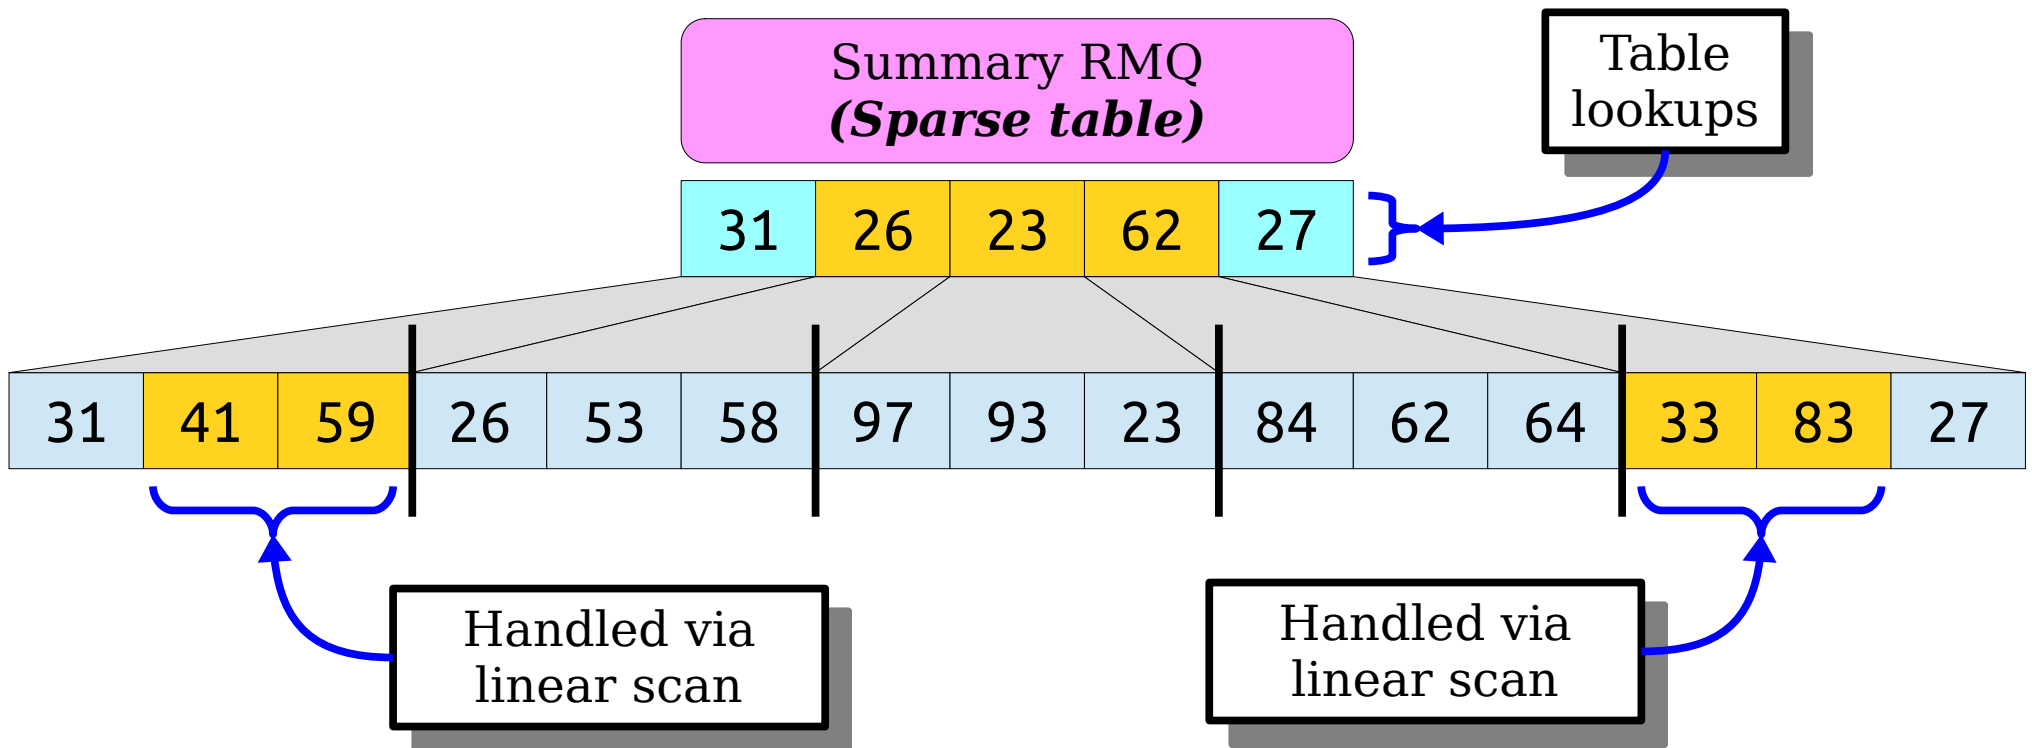 Summary RMQ
(Sparse table)
Table
lookups
31 26 23 62 27
31 41 59 26 53 58 97 93 23 84 62 64 33 83 27
Handled via
linear scan
Handled via
linear scan